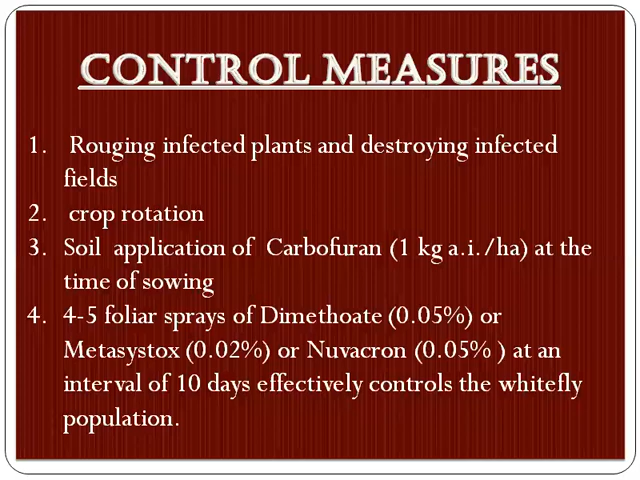 CONTROL MEASURES
1. Rouging infected plants and destroying infected
fields
2. crop rotation
3. Soil application of Carbofuran (1 kg a.i./ha) at the
time of sowing
4. 4-5 foliar sprays of Dimethoate (0.05%) or
Metasystox (0.02%) or Nuvacron (0.05% ) at an
interval of 10 days effectively controls the whitefly
population.